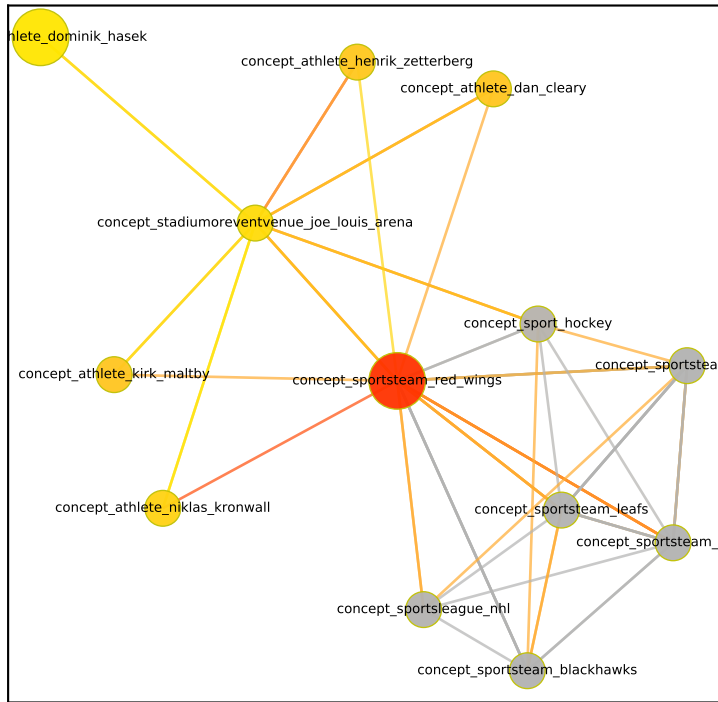 hlete_dominik_hasek
concept_athlete_henrik_zetterberg
concept_athlete_dan_cleary
concept_stadiumoreventvenue_joe_louis_arena
concept_sport_hockey
concept_sportstea
concept_athlete_kirk_maltby
concept_sportsteam_red_wings
concept_athlete_niklas_kronwall
concept_sportsteam_leafs
concept_sportsteam_
concept_sportsleague_nhl
concept_sportsteam_blackhawks